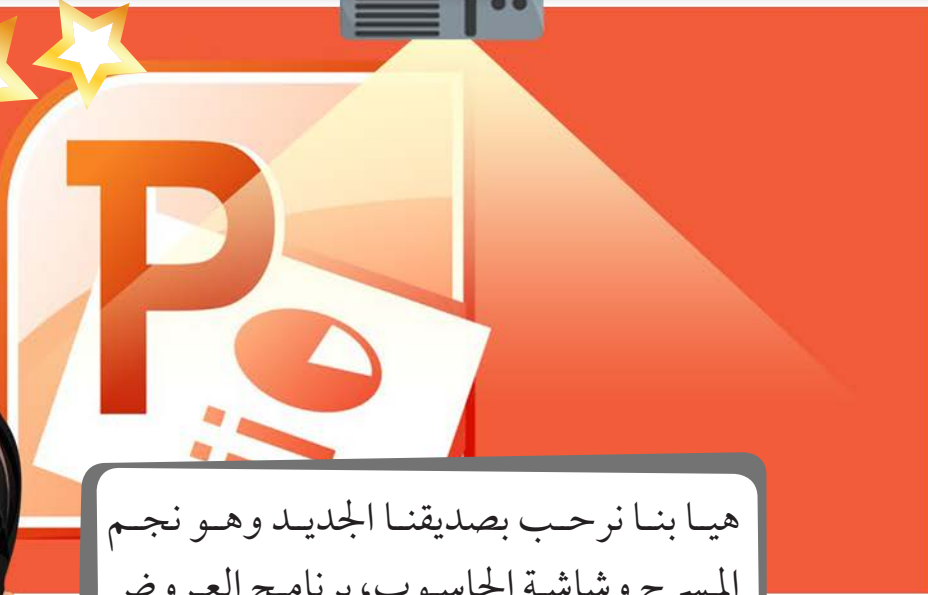 P
هيا بنا نرحب بصديقنا الجديد وهو نجم
المسرح وشاشة الحاسوب، برنامج العروض